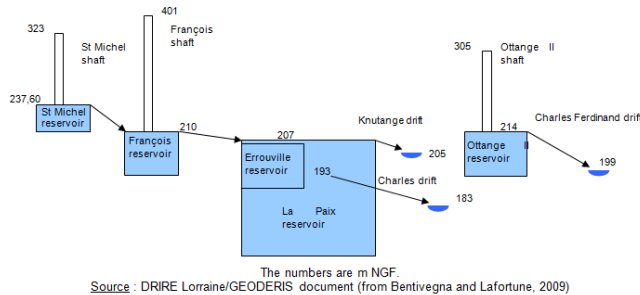 401
323
St Michel
shaft
François
shaft
305
Ottange II
shaft
237,60
St Michel
reservoir
210
François
reservoir
207
Errouville
reservoir
193
La Paix
reservoir
Knutange drift
205
Charles drift
183
214
Ottange II
reservoir
Charles Ferdinand drift
199
The numbers are m NGF.
Source : DRIRE Lorraine/GEODERIS document (from Bentivegna and Lafortune, 2009)